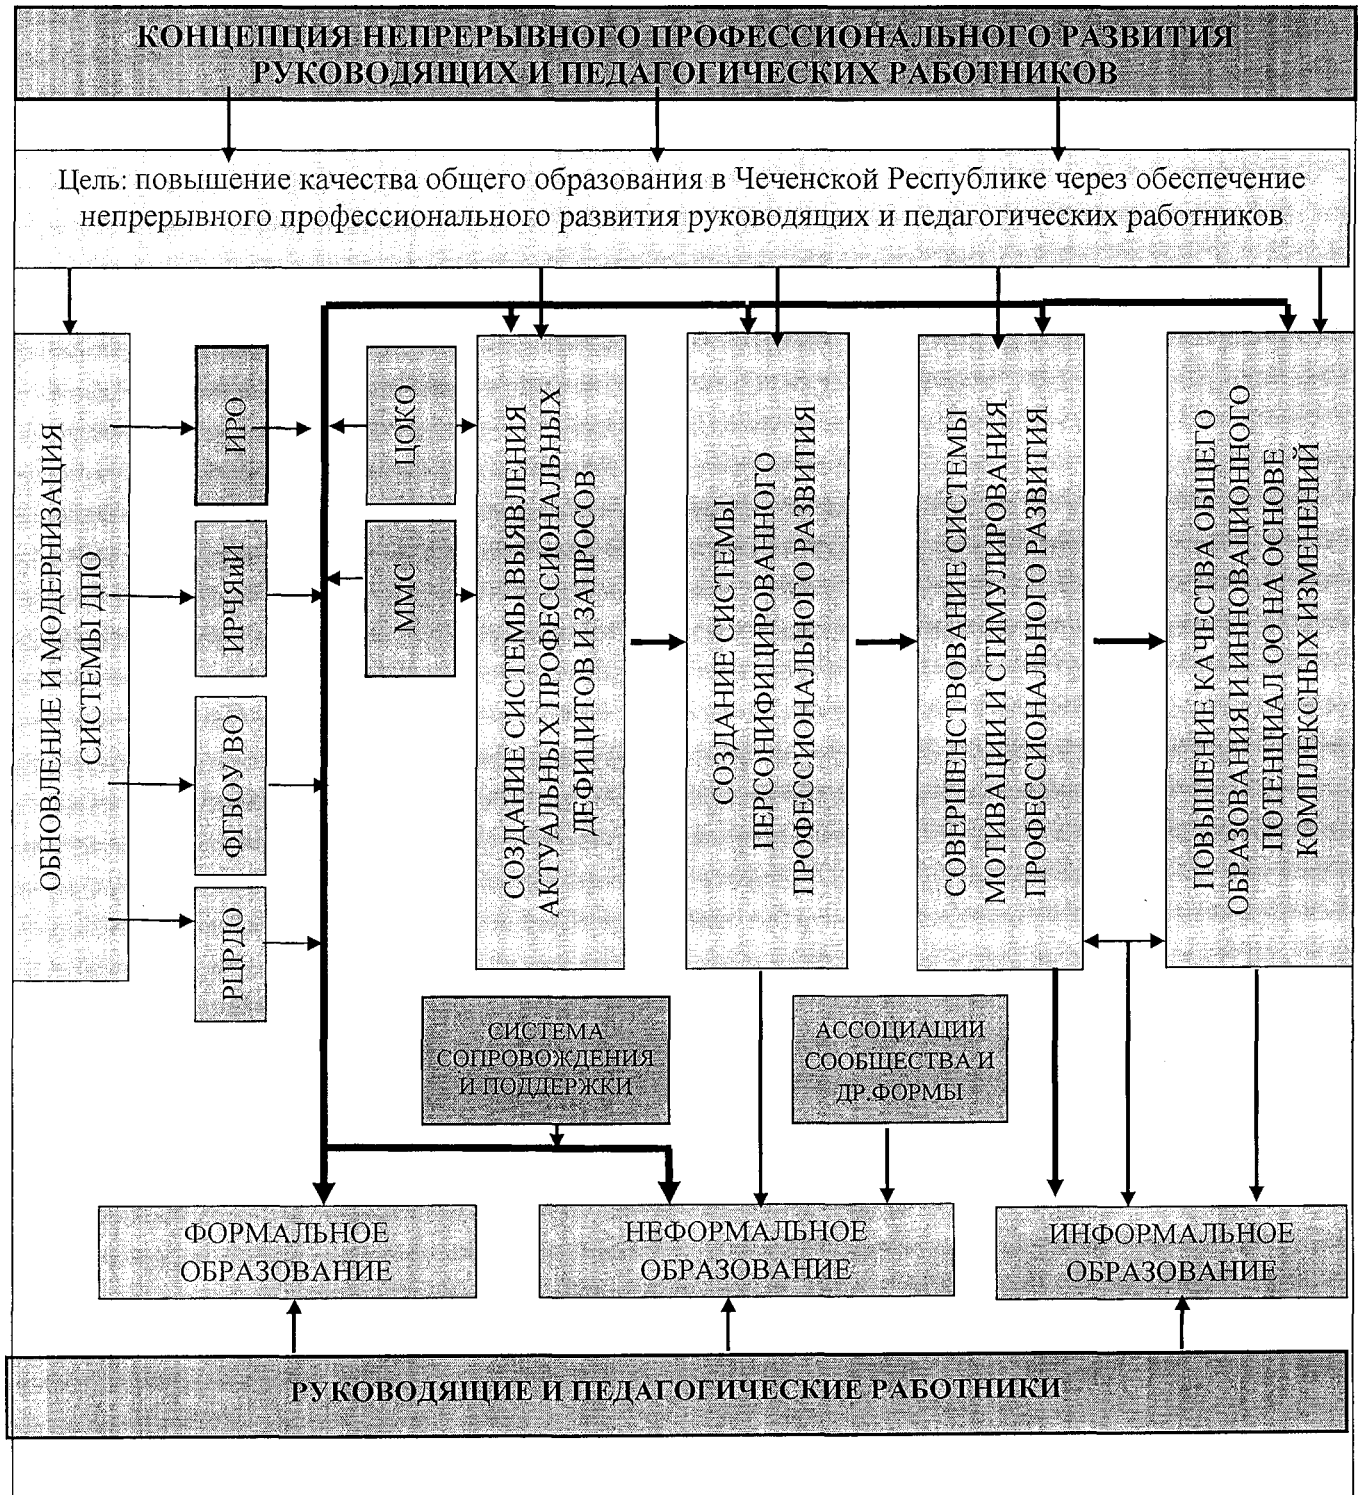 КОНЦЕПЦИЯ НЕПРЕРЫВНОГО ПРОФЕССИОНАЛЬНОГО РАЗВИТИЯ
РУКОВОДЯЩИХ И ПЕДАГОГИЧЕСКИХ РАБОТНИКОВ
Цель: повышение качества общего образования в Чеченской Республике через обеспечение
непрерывного профессионального развития руководящих и педагогических работников
ОБНОВЛЕНИЕ И МОДЕРНИЗАЦИЯ
СИСТЕМЫ ДПО
ИРО
ИРЧЯиИ
ФГБОУ ВО
РЦРДО
ЦОКО
ММС
СОЗДАНИЕ СИСТЕМЫ ВЫЯВЛЕНИЯ
АКТУАЛЬНЫХ ПРОФЕССИОНАЛЬНЫХ
ДЕФИЦИТОВ И ЗАПРОСОВ
СОЗДАНИЕ СИСТЕМЫ
ПЕРСОНИФИЦИРОВАННОГО
ПРОФЕССИОНАЛЬНОГО РАЗВИТИЯ
СОВЕРШЕНСТВОВАНИЕ СИСТЕМЫ
МОТИВАЦИИ И СТИМУЛИРОВАНИЯ
ПРОФЕССИОНАЛЬНОГО РАЗВИТИЯ
ПОВЫШЕНИЕ КАЧЕСТВА ОБЩЕГО
ОБРАЗОВАНИЯ И ИННОВАЦИОННОГО
ПОТЕНЦИАЛ ОО НА ОСНОВЕ
КОМПЛЕКСНЫХ ИЗМЕНЕНИЙ
СИСТЕМА
СОПРОВОЖДЕНИЯ
И ПОДДЕРЖКИ
АССОЦИАЦИИ
СООБЩЕСТВА И
ДР.ФОРМЫ
ФОРМАЛЬНОЕ
ОБРАЗОВАНИЕ
НЕФОРМАЛЬНОЕ
ОБРАЗОВАНИЕ
ИНФОРМАЛЬНОЕ
ОБРАЗОВАНИЕ
РУКОВОДЯЩИЕ И ПЕДАГОГИЧЕСКИЕ РАБОТНИКИ